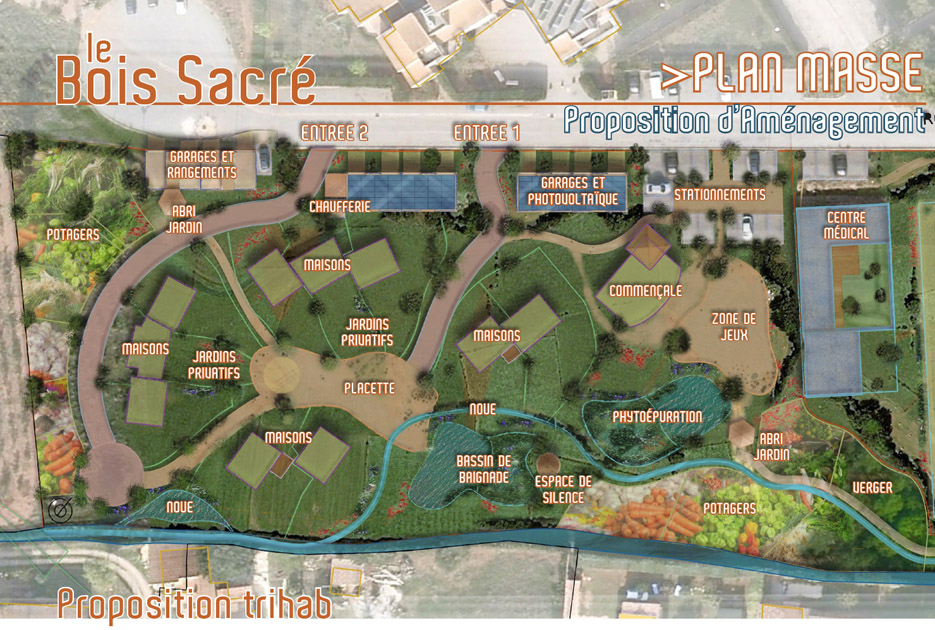 le
Bois Sacré
>PLAN MASSE
Proposition d'Aménagement
ENTREE 2
ENTREE 1
GARAGES ET
RANGEMENTS
CHAUFFERIE
GARAGES ET
PHOTOVOLTAÏQUE
STATIONNEMENTS
ABRI
JARDIN
POTAGERS
CENTRE
MÉDICAL
MAISONS
COMMENÇALE
ZONE DE
JEUX
MAISONS
JARDINS
PRIVATIFS
JARDINS
PRIVATIFS
MAISONS
PLACETTE
NOUE
PHYTOÉPURATION
MAISONS
ABRI
JARDIN
BASSIN DE
BAIGNADE
ESPACE DE
SILENCE
VERGER
NOUE
POTAGERS
Proposition trihab